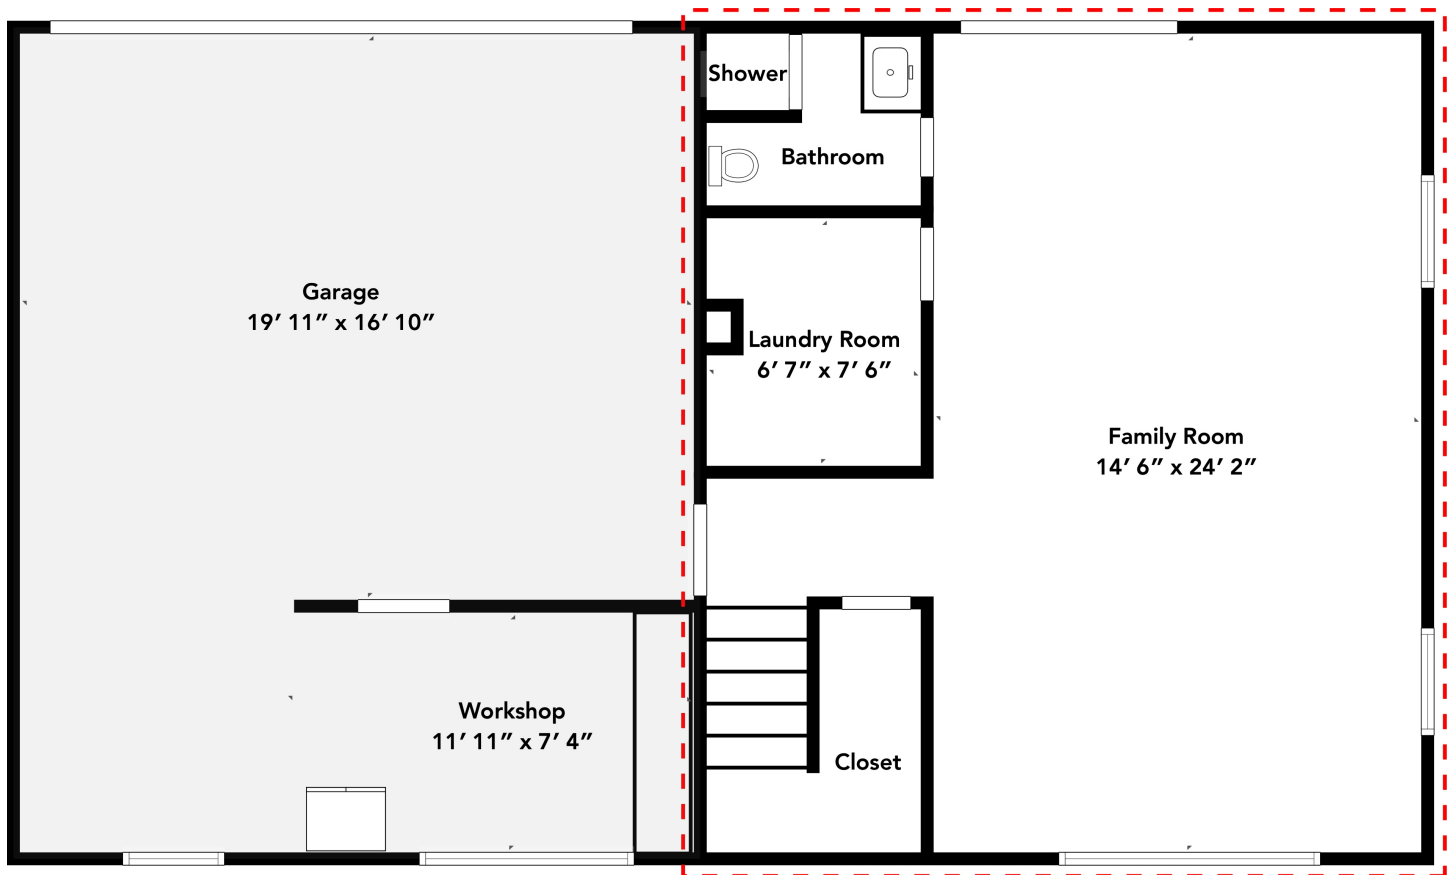 Shower
Bathroom
Garage
19′ 11″ x 16′ 10″
Laundry Room
6′ 7″ x 7′ 6″
Family Room
14′ 6″ x 24′ 2″
Workshop
11′ 11″ x 7′ 4″
Closet